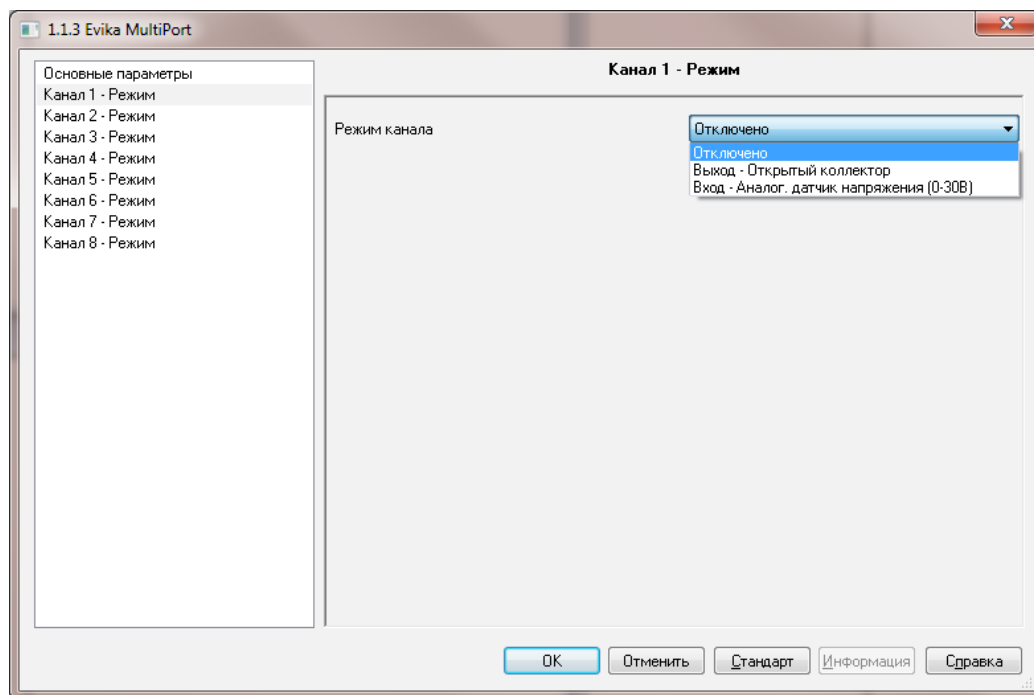 1.1.3 Evika MultiPort
Основные параметры
Канал 1 - Режим
Канал 2 - Режим
Канал 3 - Режим
Канал 4 - Режим
Канал 5 - Режим
Канал 6 - Режим
Канал 7 - Режим
Канал 8 - Режим
Канал 1 - Режим
Режим канала
Отключено
Отключено
Выход - Открытый коллектор
Вход - Аналог. датчик напряжения (0-30В)
OK
Отменить
Стандарт
Информация
Справка